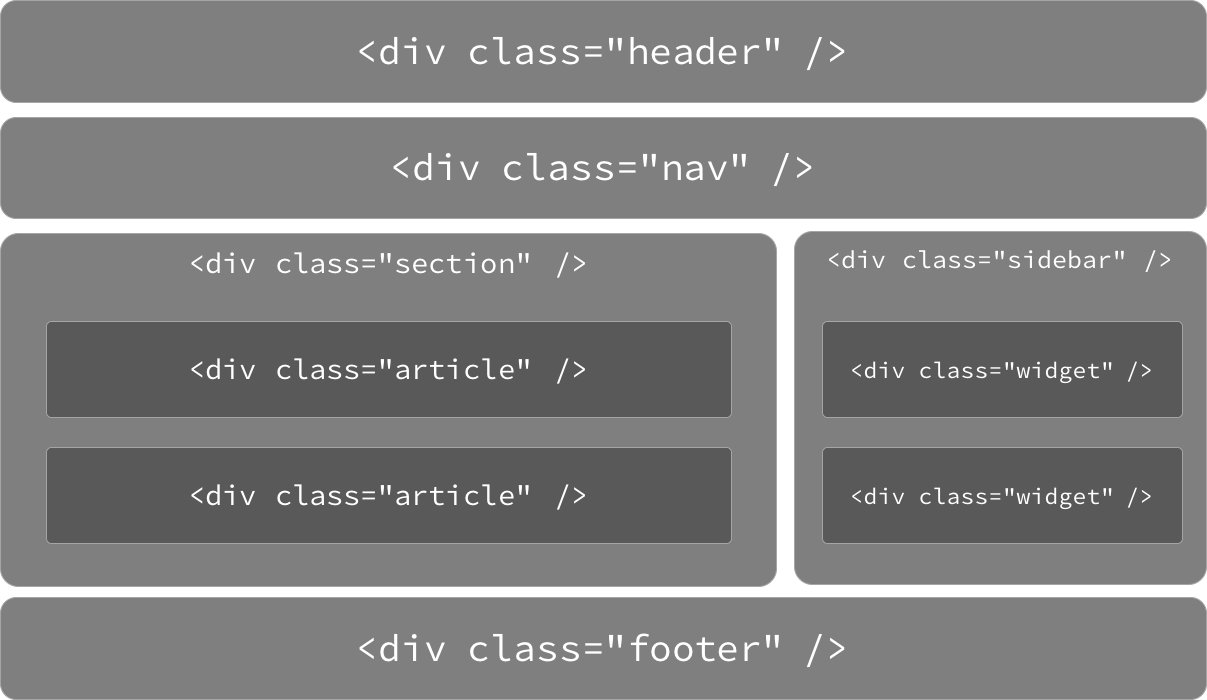 <div class="header" />
<div class="nav" />
<div class="section" />
<div class="article" />
<div class="article" />
<div class="sidebar" />
<div class="widget" />
<div class="widget" />
<div class="footer" />